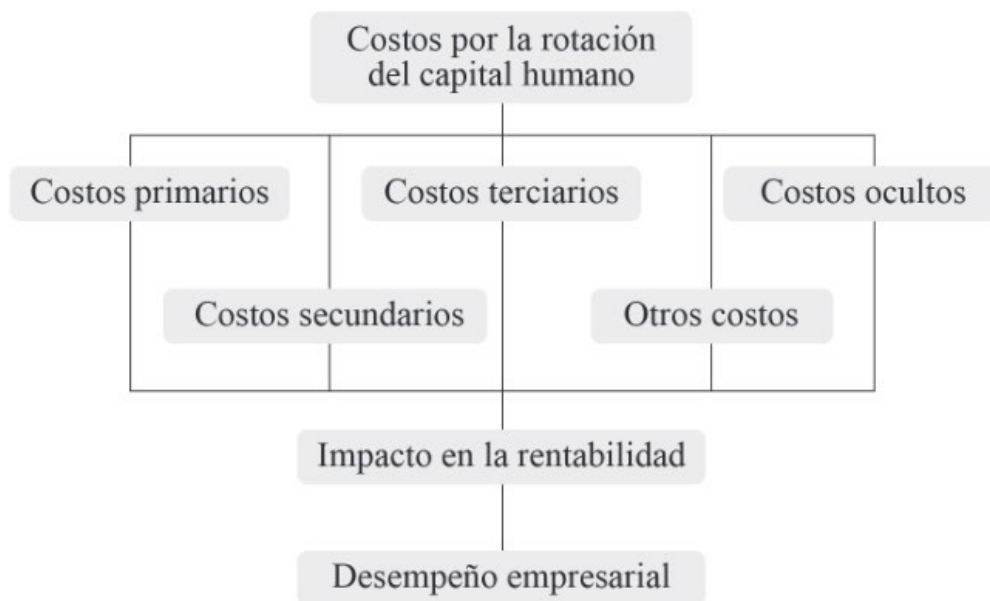 Costos por la rotación
del capital humano
Costos primarios
Costos terciarios
Costos ocultos
Costos secundarios
Otros costos
Impacto en la rentabilidad
Desempeño empresarial